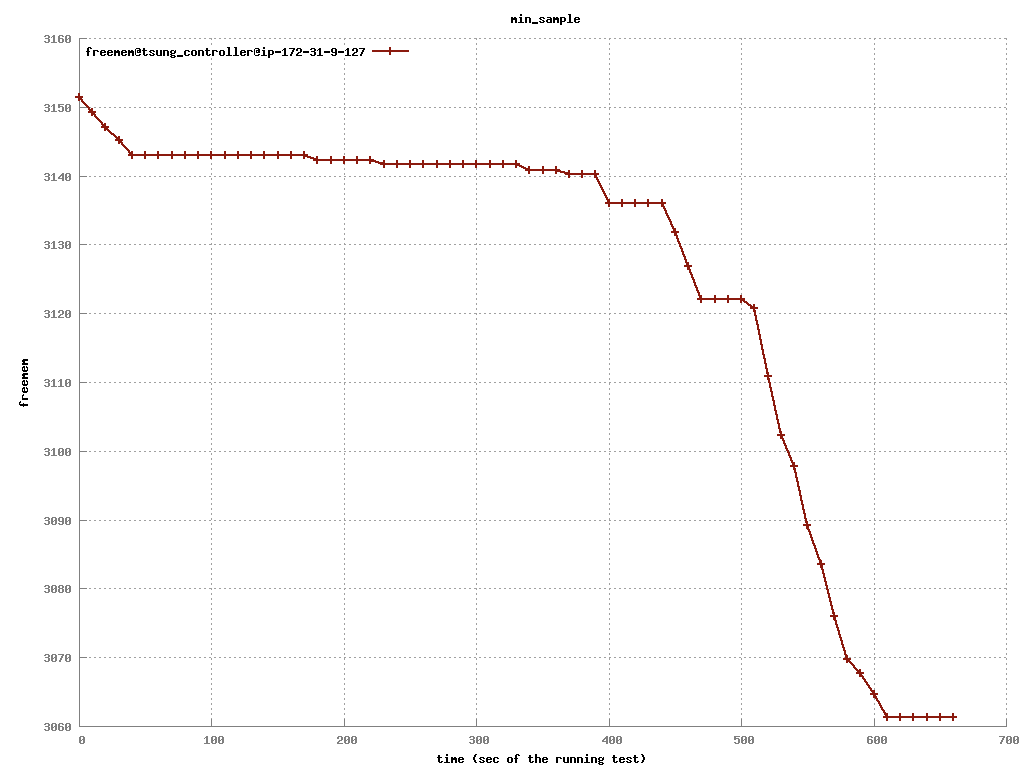 min_sample
freemem@tsung_controller@ip-172-31-9-127
3160
3150
3140
3130
3120
3110
3100
3090
3080
3070
3060
freemem
0 100 200 300 400 500 600 700
time (sec of the running test)